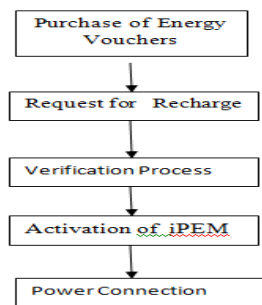 Purchase of Energy
Vouchers
Request for Recharge
Verification Process
Activation of iPEM
Power Connection